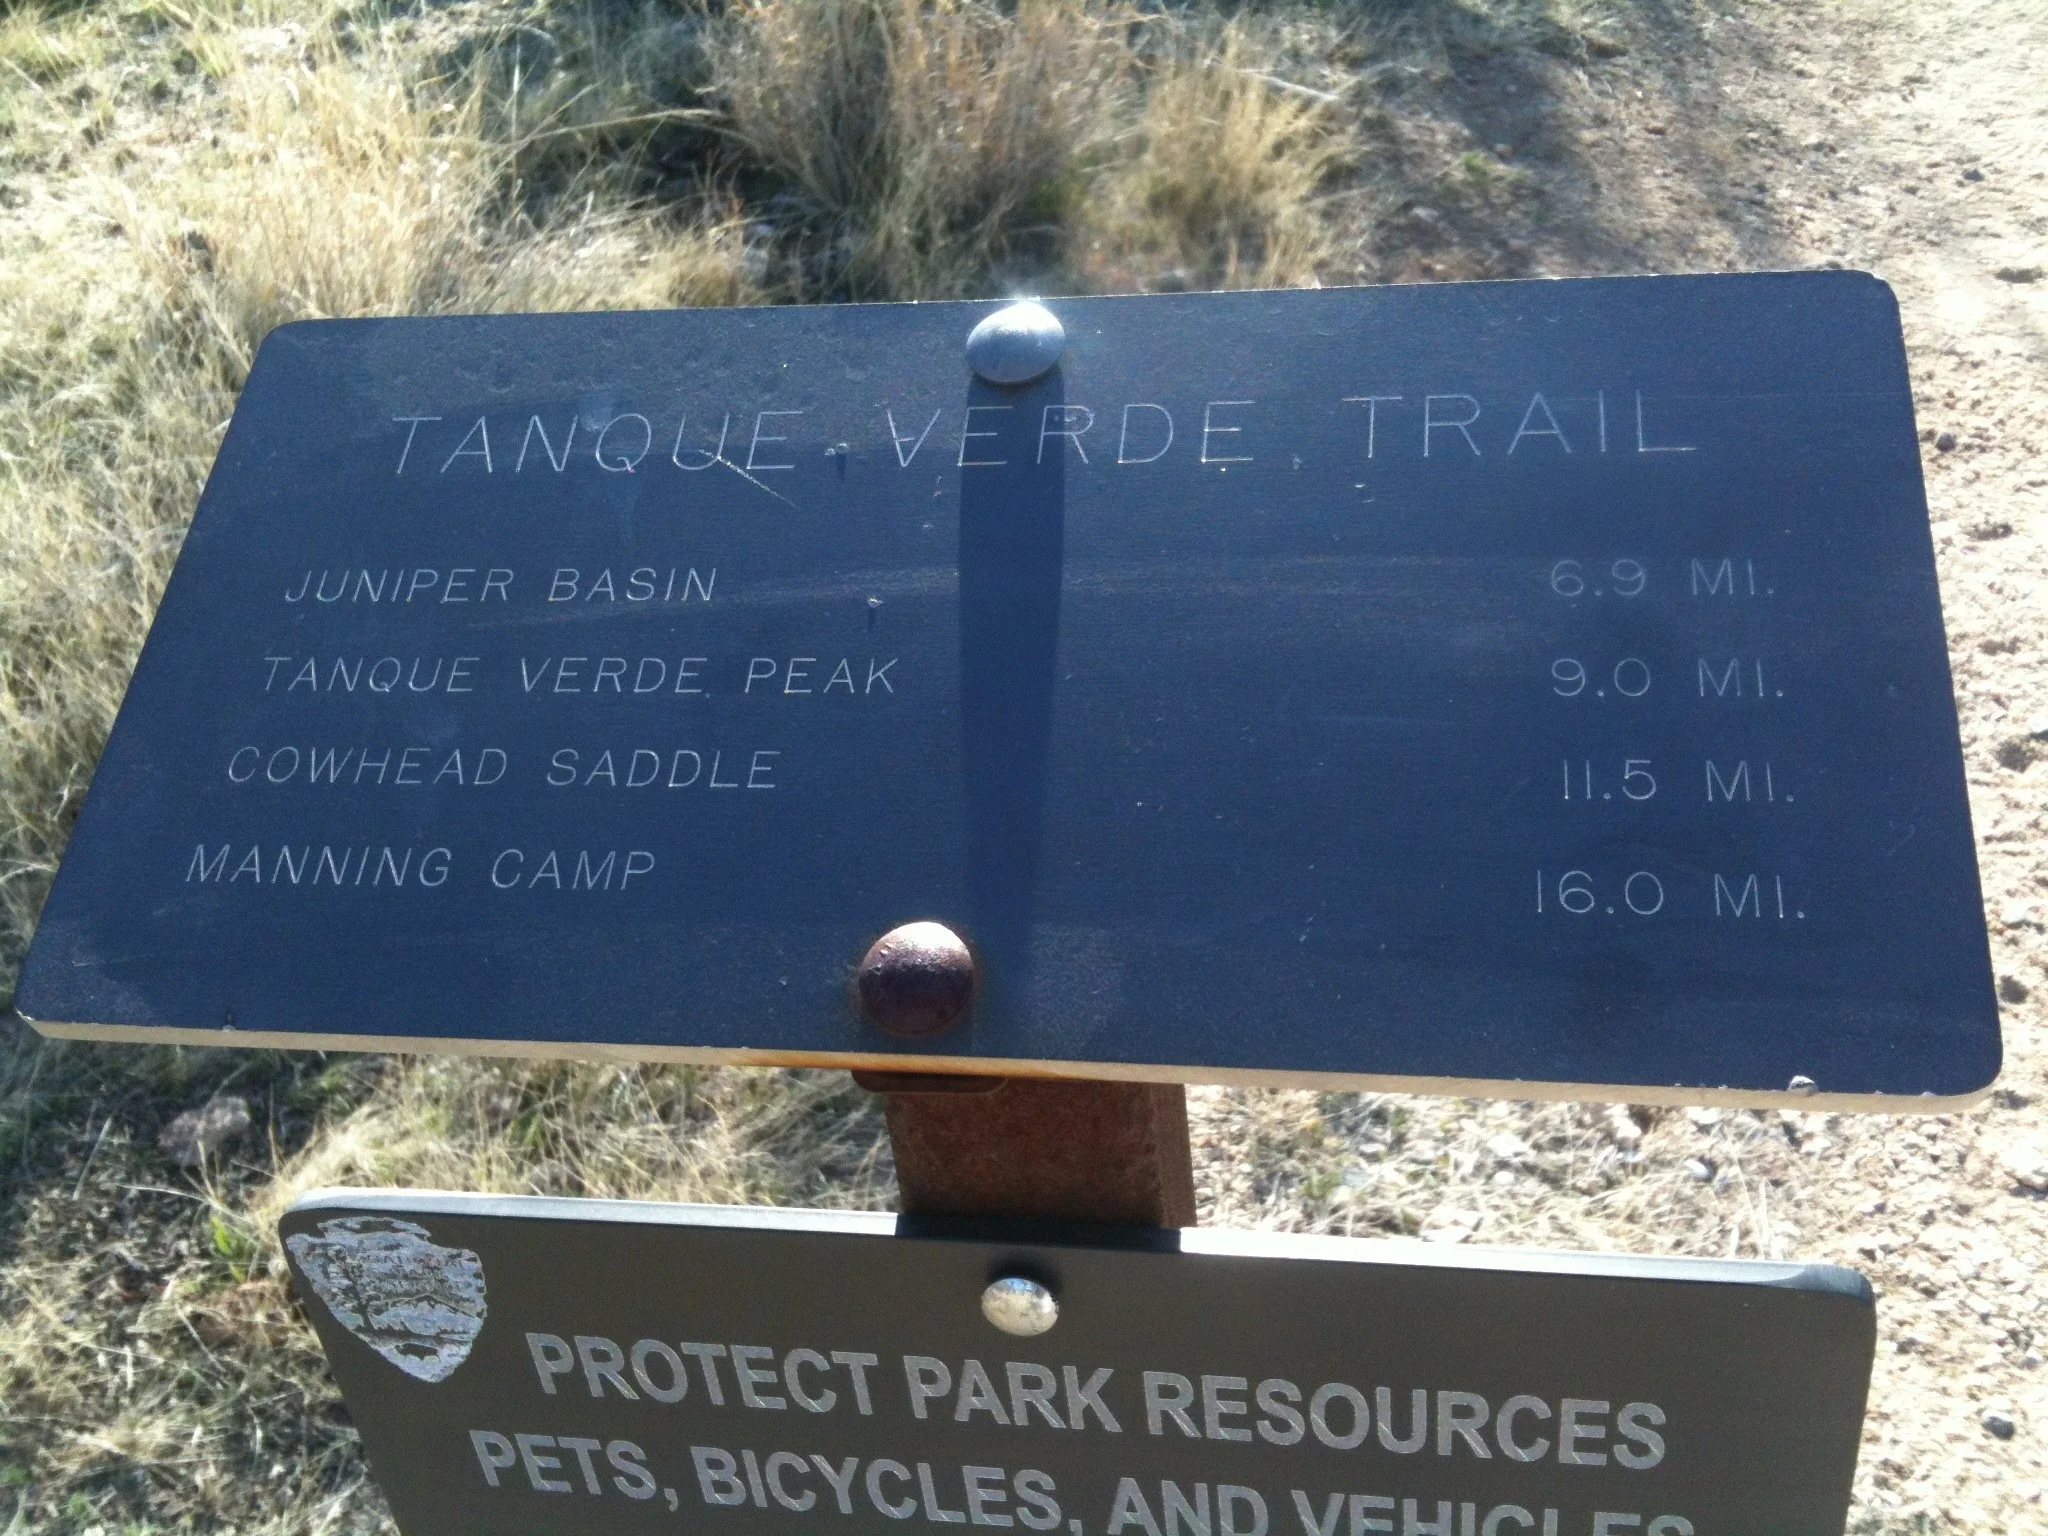 TANQUE VERDE TRAIL
JUNIPER BASIN 6.9 MI.
TANQUE VERDE PEAK 9.0 MI.
COWHEAD SADDLE 11.5 MI.
MANNING CAMP 16.0 MI.
PROTECT PARK RESOURCES
PETS, BICYCLES, AND VEHICLES